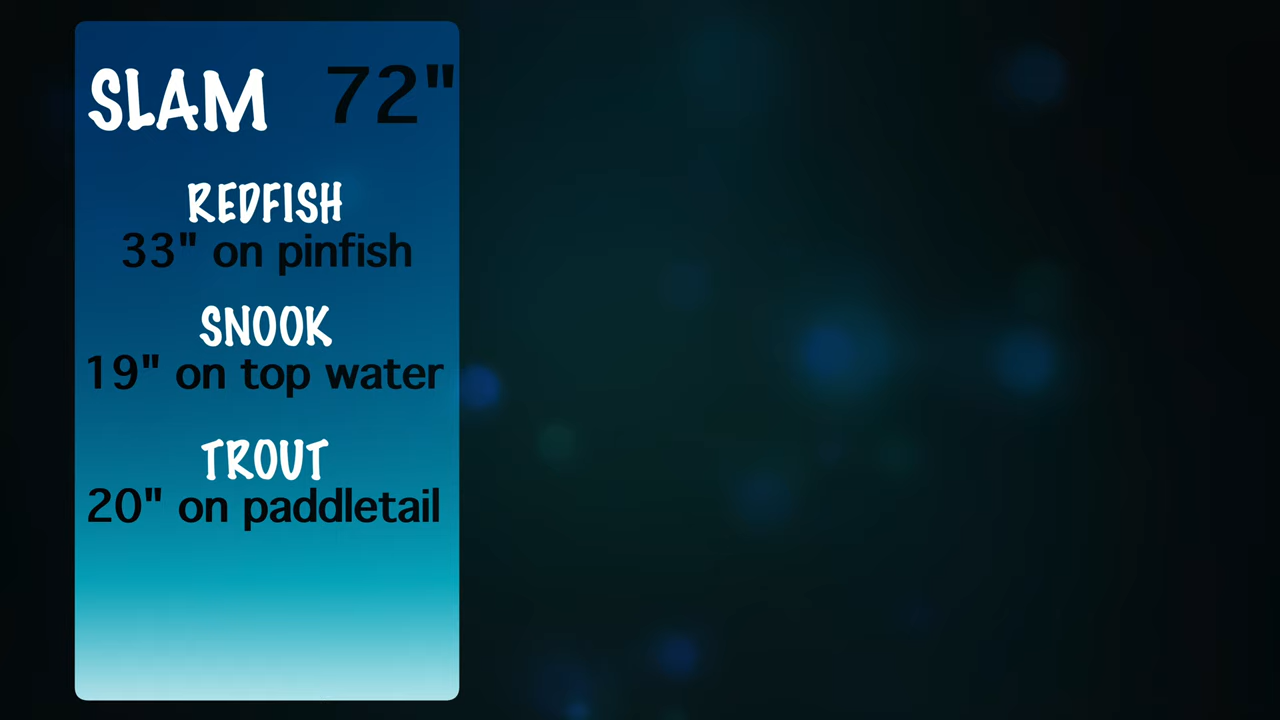 SLAM 72"
REDFISH
33" on pinfish
SNOOK
19" on top water
TROUT
20" on paddletail